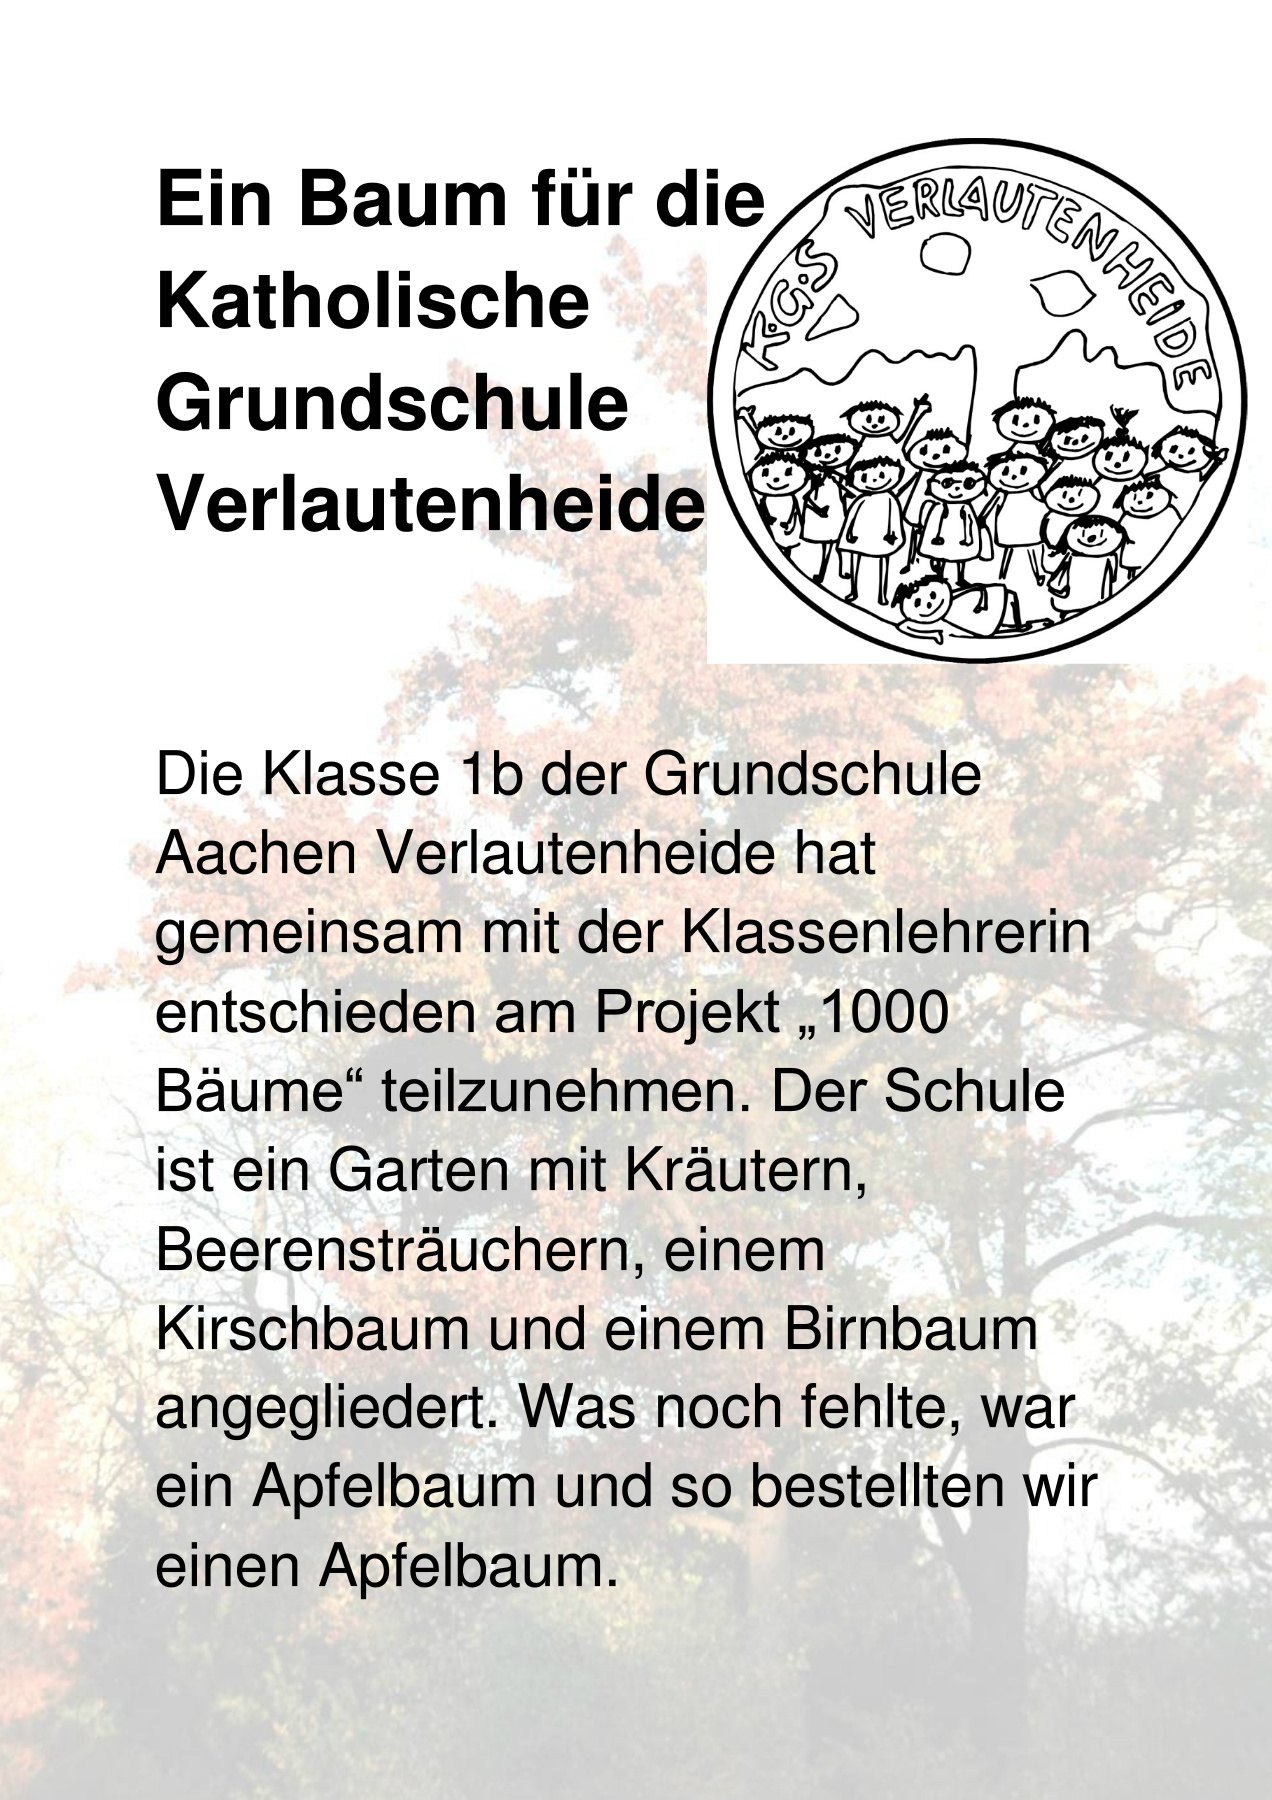 Ein Baum für die
Katholische
Grundschule
Verlautenheide
K.G.S VERLAUTENHEIDE
Die Klasse 1b der Grundschule
Aachen Verlautenheide hat
gemeinsam mit der Klassenlehrerin
entschieden am Projekt „1000
Bäume“ teilzunehmen. Der Schule
ist ein Garten mit Kräutern,
Beerensträuchern, einem
Kirschbaum und einem Birnbaum
angegliedert. Was noch fehlte, war
ein Apfelbaum und so bestellten wir
einen Apfelbaum.